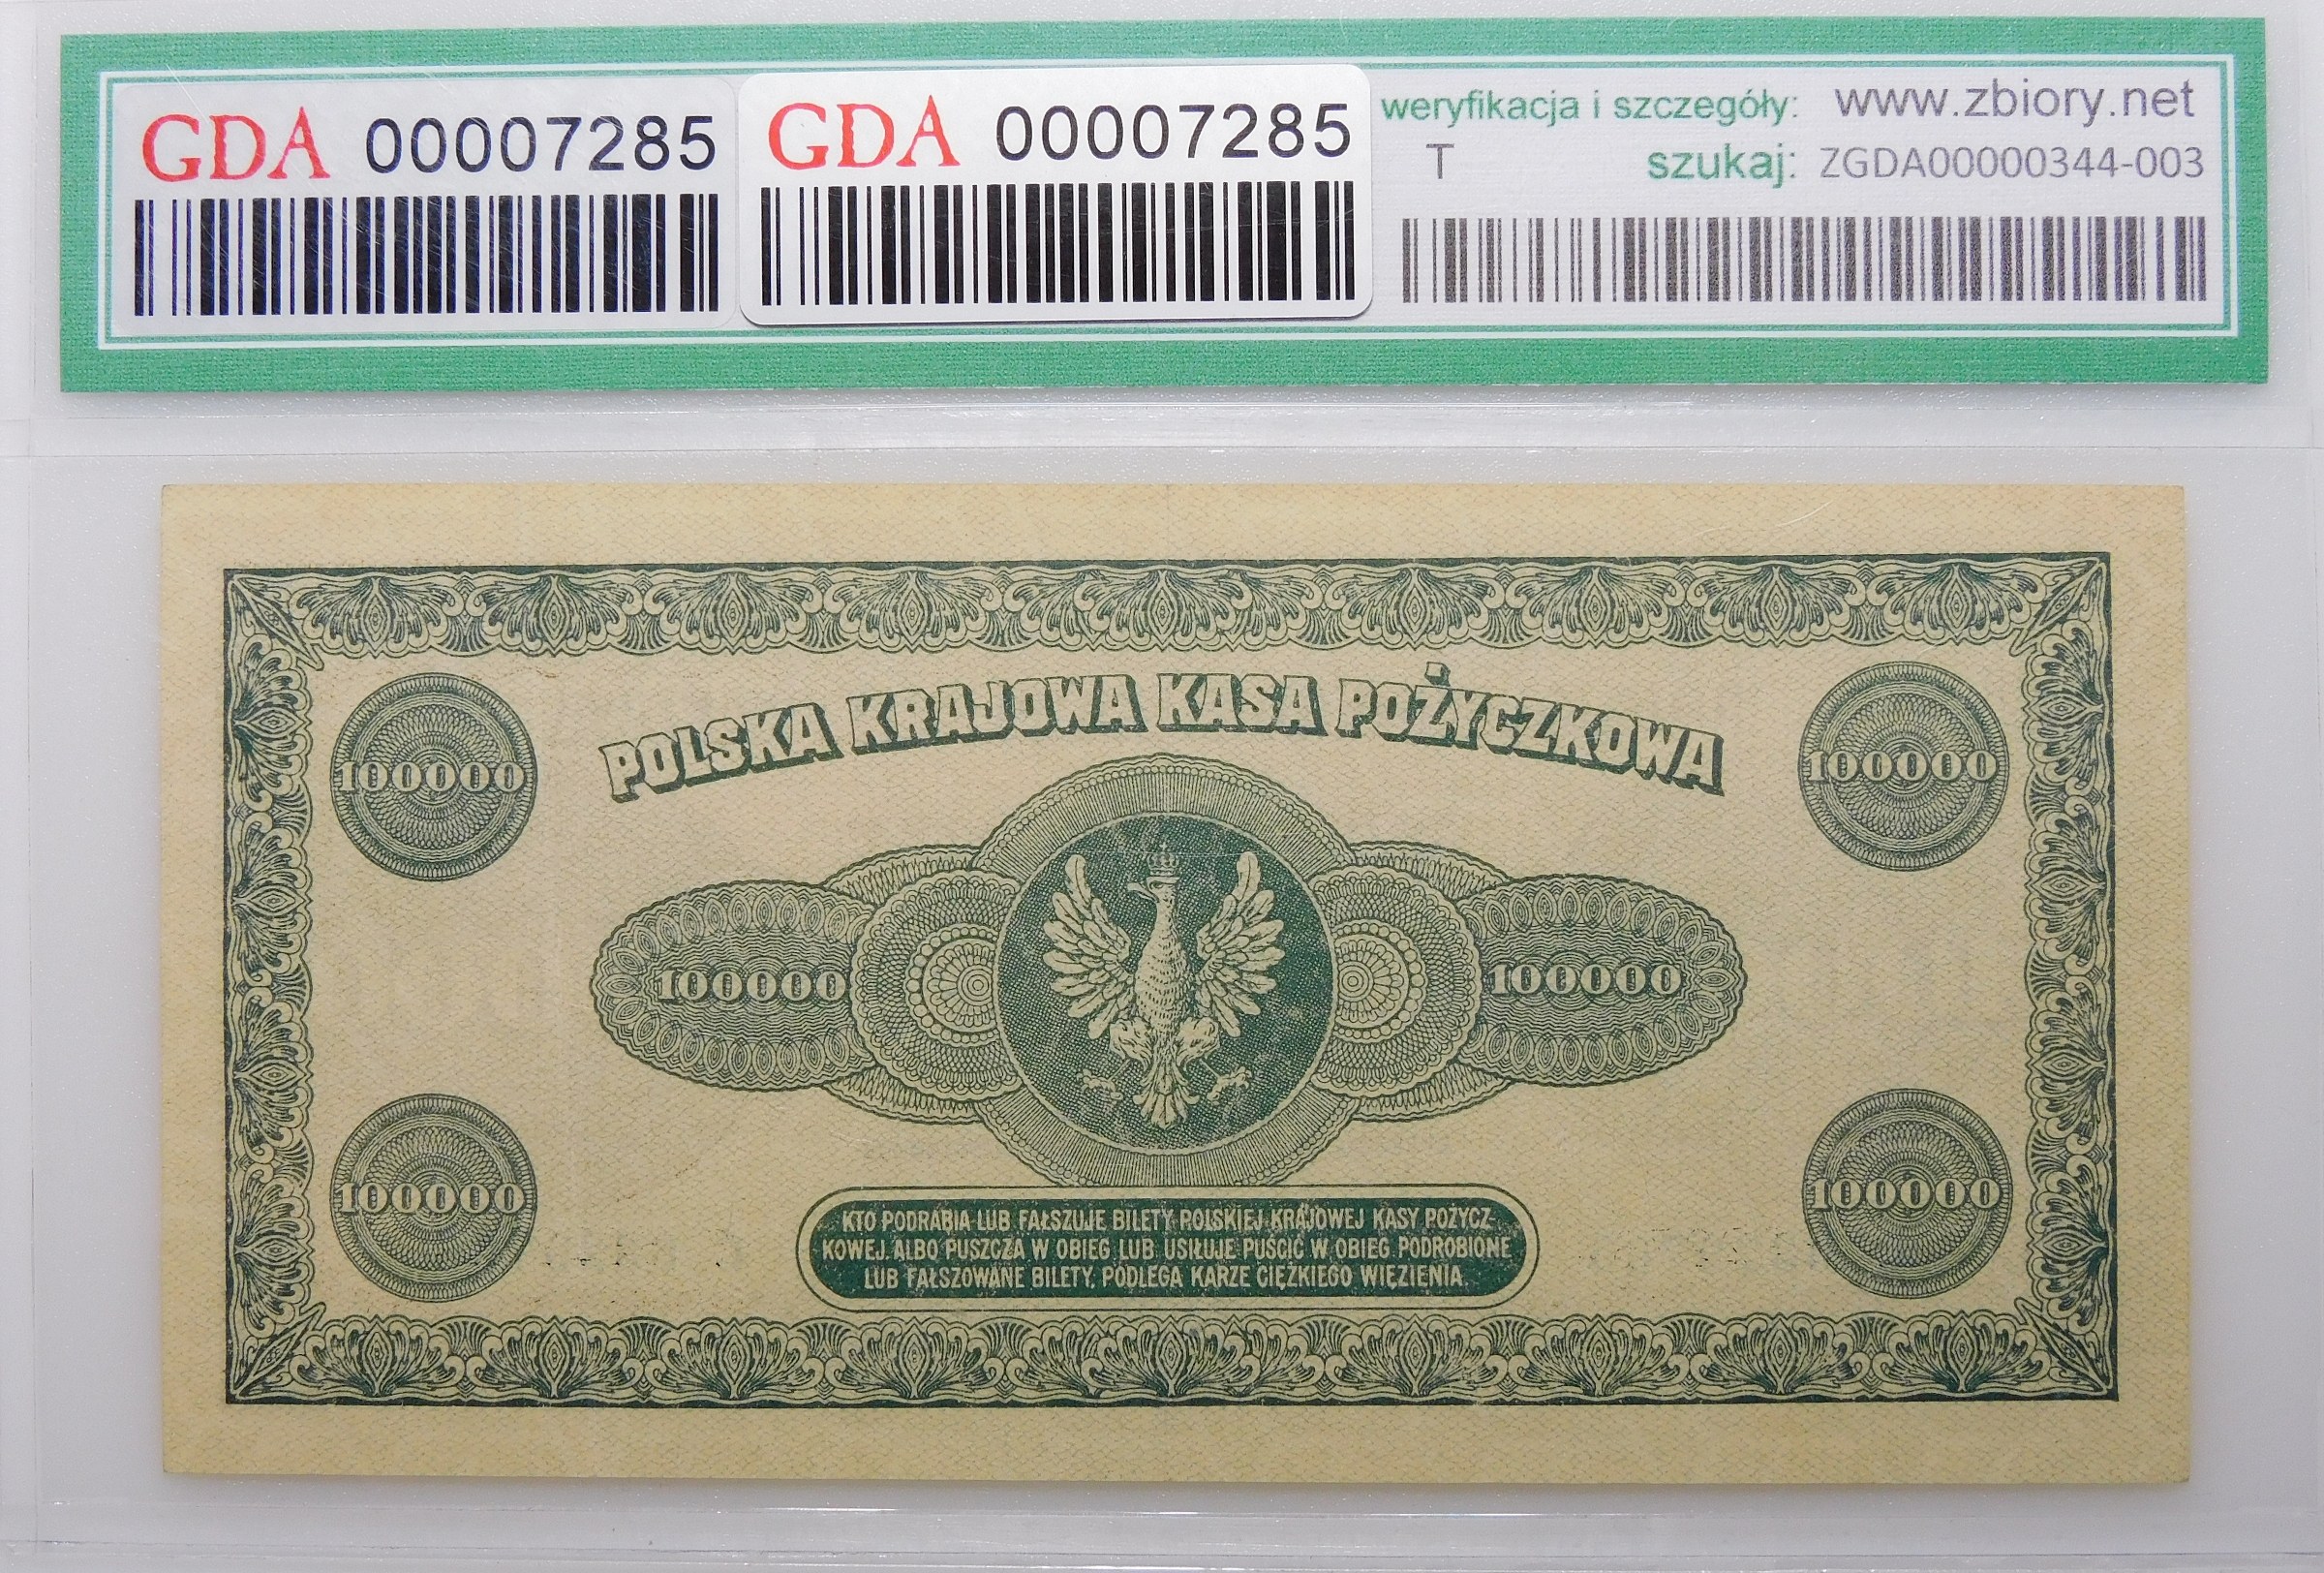 GDA 00007285
GDA 00007285
weryfikacja i szczegóły: www.zbiory.net
T szukaj: ZGDA00000344-003
POLSKA KRAJOWA KASA POŻYCZKOWA
100000
100000
100000
100000
100000
100000
KTO PODRABIA LUB FAŁSZUJE BILETY POLSKIEJ KRAJOWEJ KASY POŻYCZ-
KOWEJ, ALBO PUSZCZA W OBIEG LUB USIŁUJE PUŚCIĆ W OBIEG PODROBIONE
LUB FAŁSZOWANE BILETY, PODLEGA KARZE CIĘŻKIEGO WIĘZIENIA.